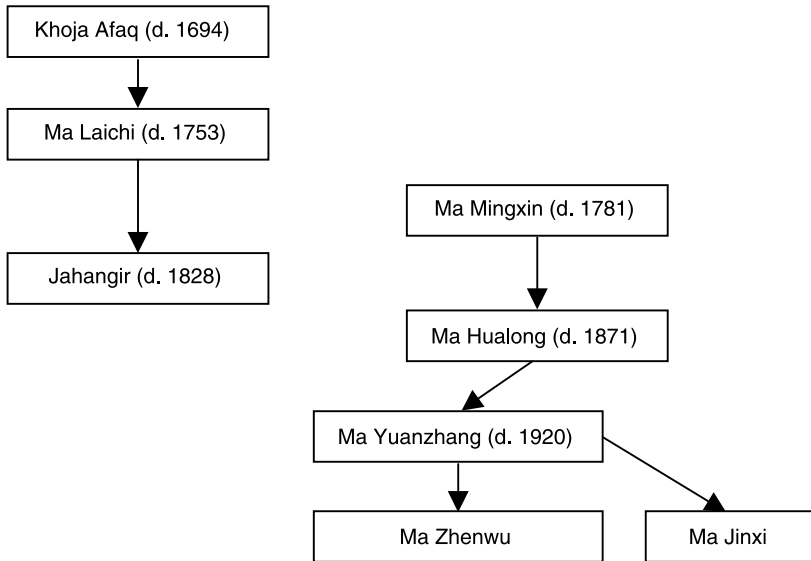 Khoja Afaq (d. 1694)
Ma Laichi (d. 1753)
Jahangir (d. 1828)
Ma Mingxin (d. 1781)
Ma Hualong (d. 1871)
Ma Yuanzhang (d. 1920)
Ma Zhenwu
Ma Jinxi